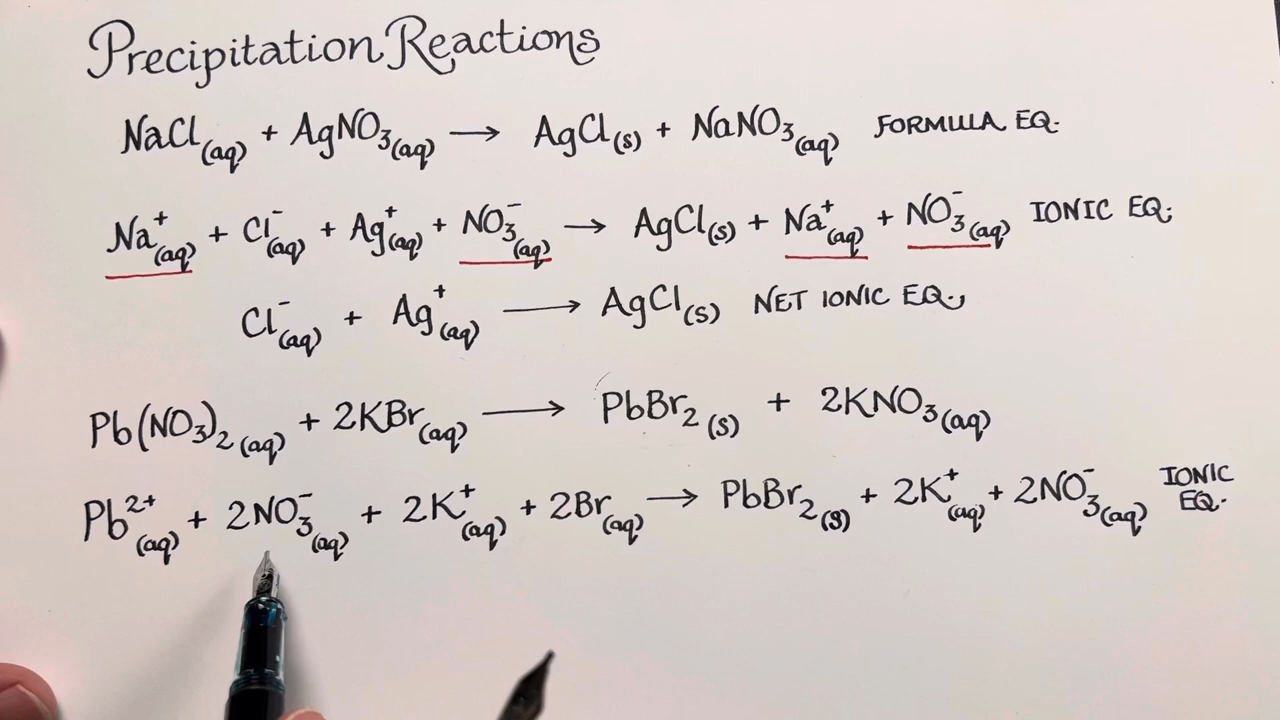 Precipitation Reactions
NaCl(aq) + AgNO₃(aq) → AgCl(s) + NaNO₃(aq) FORMULA EQ.
Na⁺(aq) + Cl⁻(aq) + Ag⁺(aq) + NO₃⁻(aq) → AgCl(s) + Na⁺(aq) + NO₃⁻(aq) IONIC EQ.
Cl⁻(aq) + Ag⁺(aq) → AgCl(s) NET IONIC EQ.
Pb(NO₃)₂(aq) + 2KBr(aq) → PbBr₂(s) + 2KNO₃(aq)
Pb²⁺(aq) + 2NO₃⁻(aq) + 2K⁺(aq) + 2Br(aq) → PbBr₂(s) + 2K⁺(aq) + 2NO₃⁻(aq) IONIC EQ.